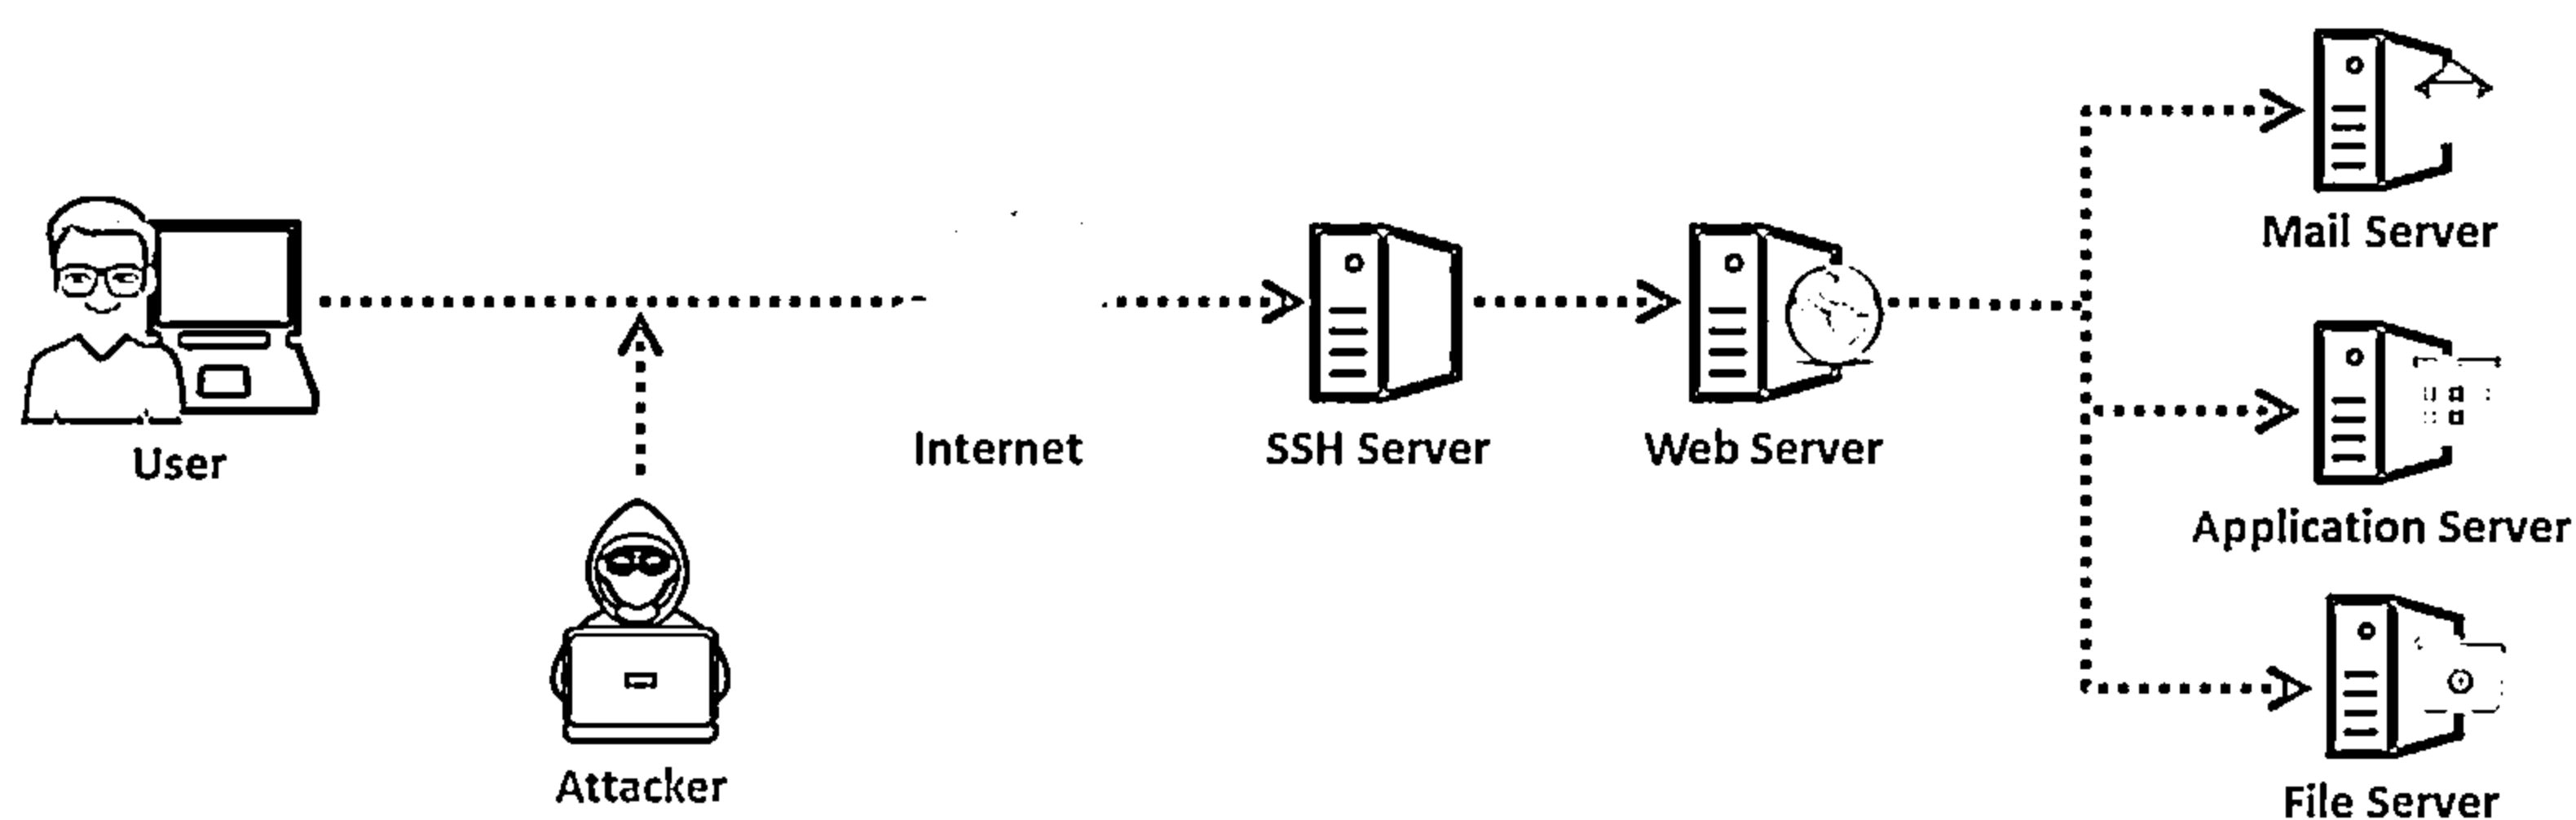 User
Attacker
Internet
SSH Server
Web Server
Mail Server
Application Server
File Server